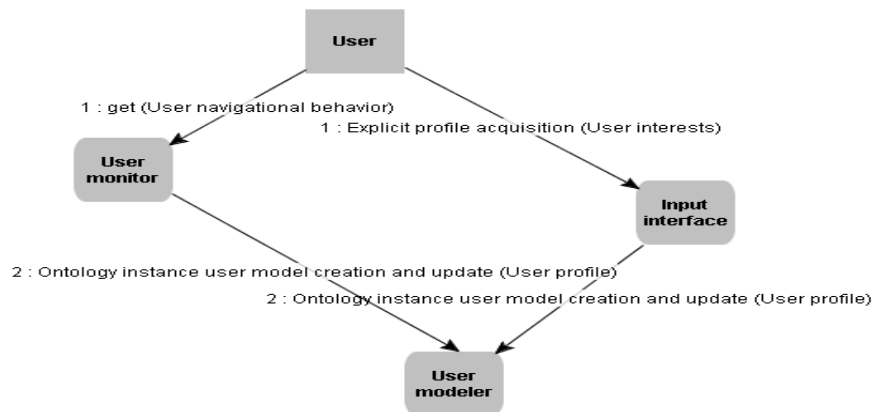 User
1 : get (User navigational behavior)
1 : Explicit profile acquisition (User interests)
User
monitor
Input
interface
2 : Ontology instance user model creation and update (User profile)
2 : Ontology instance user model creation and update (User profile)
User
modeler